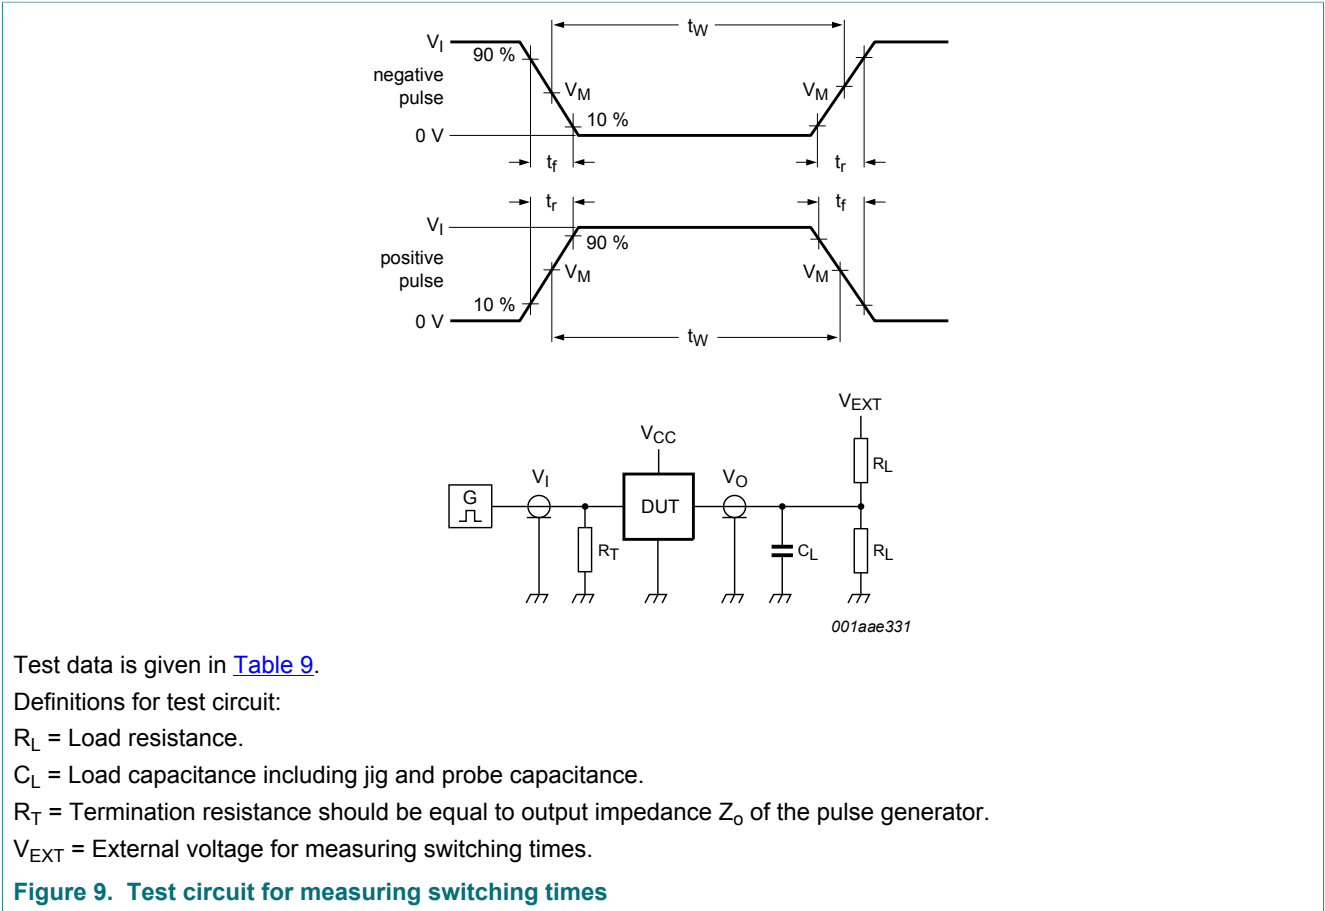 tW
VI
90 %
negative
pulse
VM
VM
10 %
0 V
tf
tr
tr
tf
VI
90 %
positive
pulse
VM
VM
10 %
0 V
tW
VEXT
VCC
RL
VI
VO
G
DUT
RT
CL
RL
001aae331
Test data is given in Table 9.
Definitions for test circuit:
RL = Load resistance.
CL = Load capacitance including jig and probe capacitance.
RT = Termination resistance should be equal to output impedance Zo of the pulse generator.
VEXT = External voltage for measuring switching times.
Figure 9. Test circuit for measuring switching times